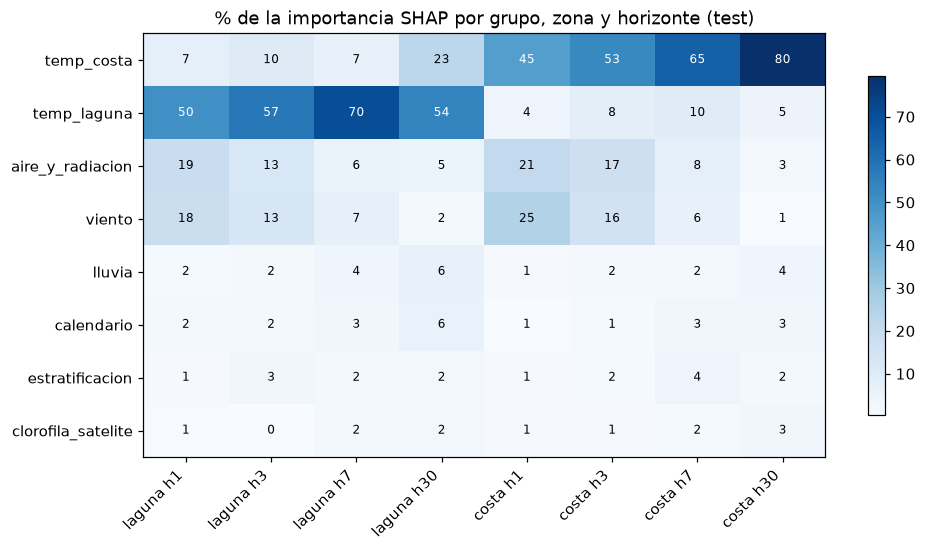 % de la importancia SHAP por grupo, zona y horizonte (test)
temp_costa 7 10 7 23 45 53 65 80
temp_laguna 50 57 70 54 4 8 10 5
aire_y_radiacion 19 13 6 5 21 17 8 3
viento 18 13 7 2 25 16 6 1
lluvia 2 2 4 6 1 2 2 4
calendario 2 2 3 6 1 1 3 3
estratificacion 1 3 2 2 1 2 4 2
clorofila_satelite 1 0 2 2 1 1 2 3
laguna h1 laguna h3 laguna h7 laguna h30 costa h1 costa h3 costa h7 costa h30
70
60
50
40
30
20
10